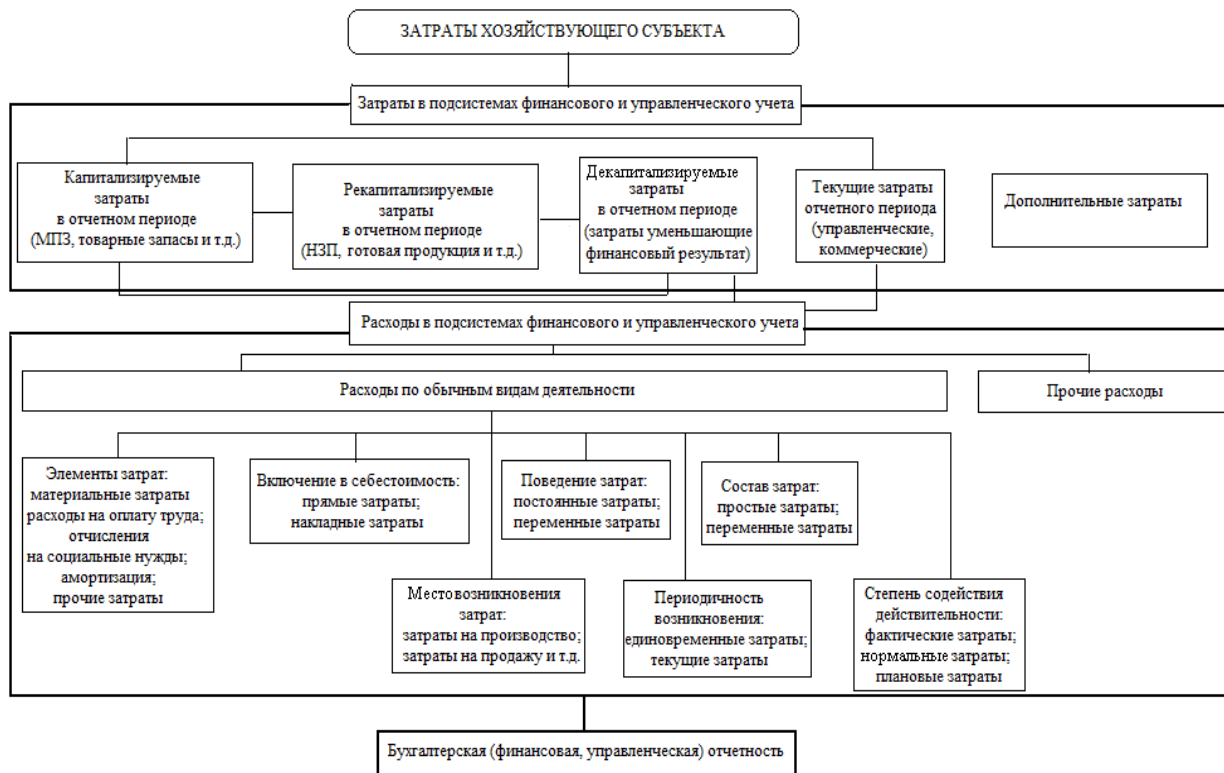 ЗАТРАТЫ ХОЗЯЙСТВУЮЩЕГО СУБЪЕКТА
Затраты в подсистемах финансового и управленческого учета
Капитализируемые
затраты
в отчетном периоде
(МПЗ, товарные запасы и т.д.)
Рекапитализируемые
затраты
в отчетном периоде
(НЗП, готовая продукция и т.д.)
Декапитализируемые
затраты
в отчетном периоде
(затраты уменьшающие
финансовый результат)
Текущие затраты
отчетного периода
(управленческие,
коммерческие)
Дополнительные затраты
Расходы в подсистемах финансового и управленческого учета
Расходы по обычным видам деятельности
Прочие расходы
Элементы затрат:
материальные затраты
расходы на оплату труда;
отчисления
на социальные нужды;
амортизация;
прочие затраты
Включение в себестоимость:
прямые затраты;
накладные затраты
Поведение затрат:
постоянные затраты;
переменные затраты
Состав затрат:
простые затраты;
переменные затраты
Место возникновения
затрат:
затраты на производство;
затраты на продажу и т.д.
Периодичность
возникновения:
единовременные затраты;
текущие затраты
Степень содействия
действительности:
фактические затраты;
нормальные затраты;
плановые затраты
Бухгалтерская (финансовая, управленческая) отчетность